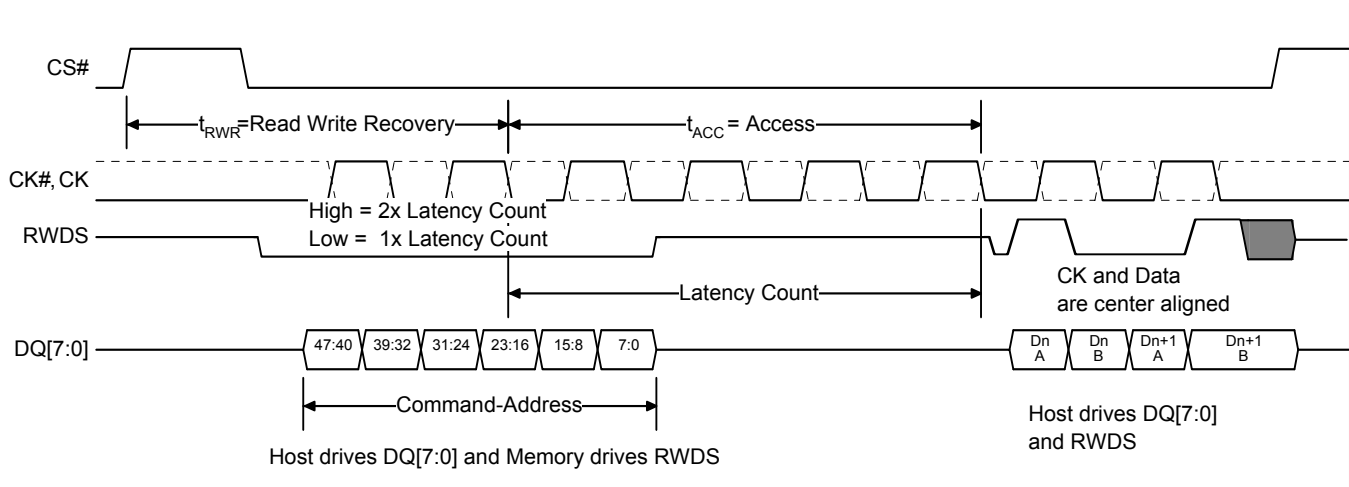 CS#
tRWR=Read Write Recovery
tACC = Access
CK#, CK
High = 2x Latency Count
Low = 1x Latency Count
RWDS
CK and Data
are center aligned
Latency Count
DQ[7:0]
47:40 39:32 31:24 23:16 15:8 7:0
Dn A
Dn B
Dn+1 A
Dn+1 B
Command-Address
Host drives DQ[7:0]
and RWDS
Host drives DQ[7:0] and Memory drives RWDS